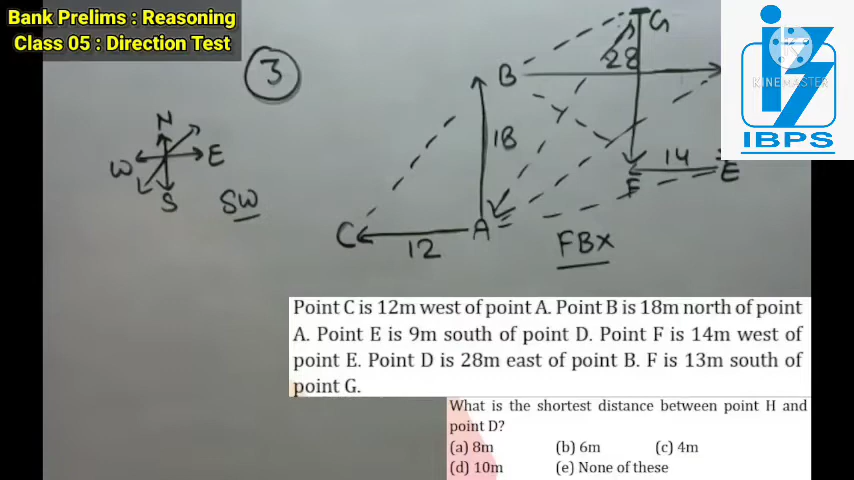 Bank Prelims : Reasoning
Class 05 : Direction Test
3
G
28
B
KINEMASTER
IBPS
N
W
E
S
SW
18
14
F
E
C
12
A
FBX
Point C is 12m west of point A. Point B is 18m north of point
A. Point E is 9m south of point D. Point F is 14m west of
point E. Point D is 28m east of point B. F is 13m south of
point G.
What is the shortest distance between point H and
point D?
(a) 8m (b) 6m (c) 4m
(d) 10m (e) None of these